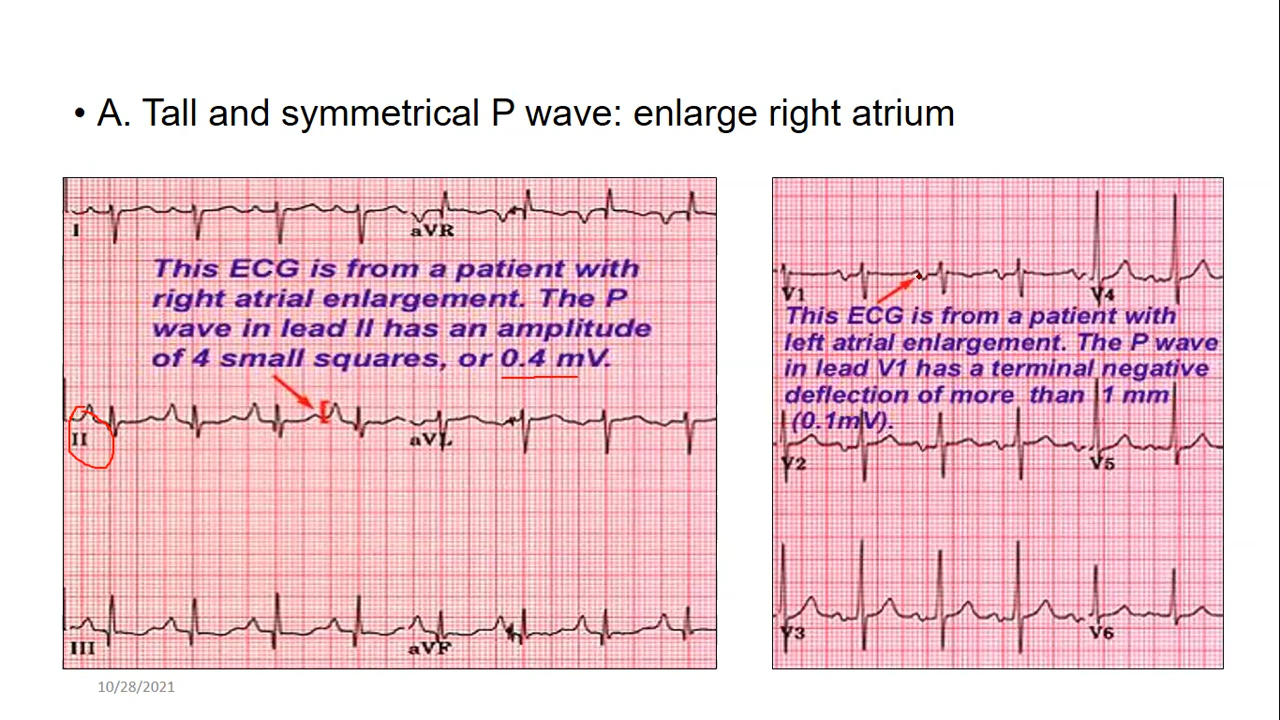 • A. Tall and symmetrical P wave: enlarge right atrium
I
aVR
This ECG is from a patient with
right atrial enlargement. The P
wave in lead II has an amplitude
of 4 small squares, or 0.4 mV.
II
aVL
III
aVF
V1
V4
This ECG is from a patient with
left atrial enlargement. The P wave
in lead V1 has a terminal negative
deflection of more than 1 mm
(0.1mV).
V2
V5
V3
V6
10/28/2021